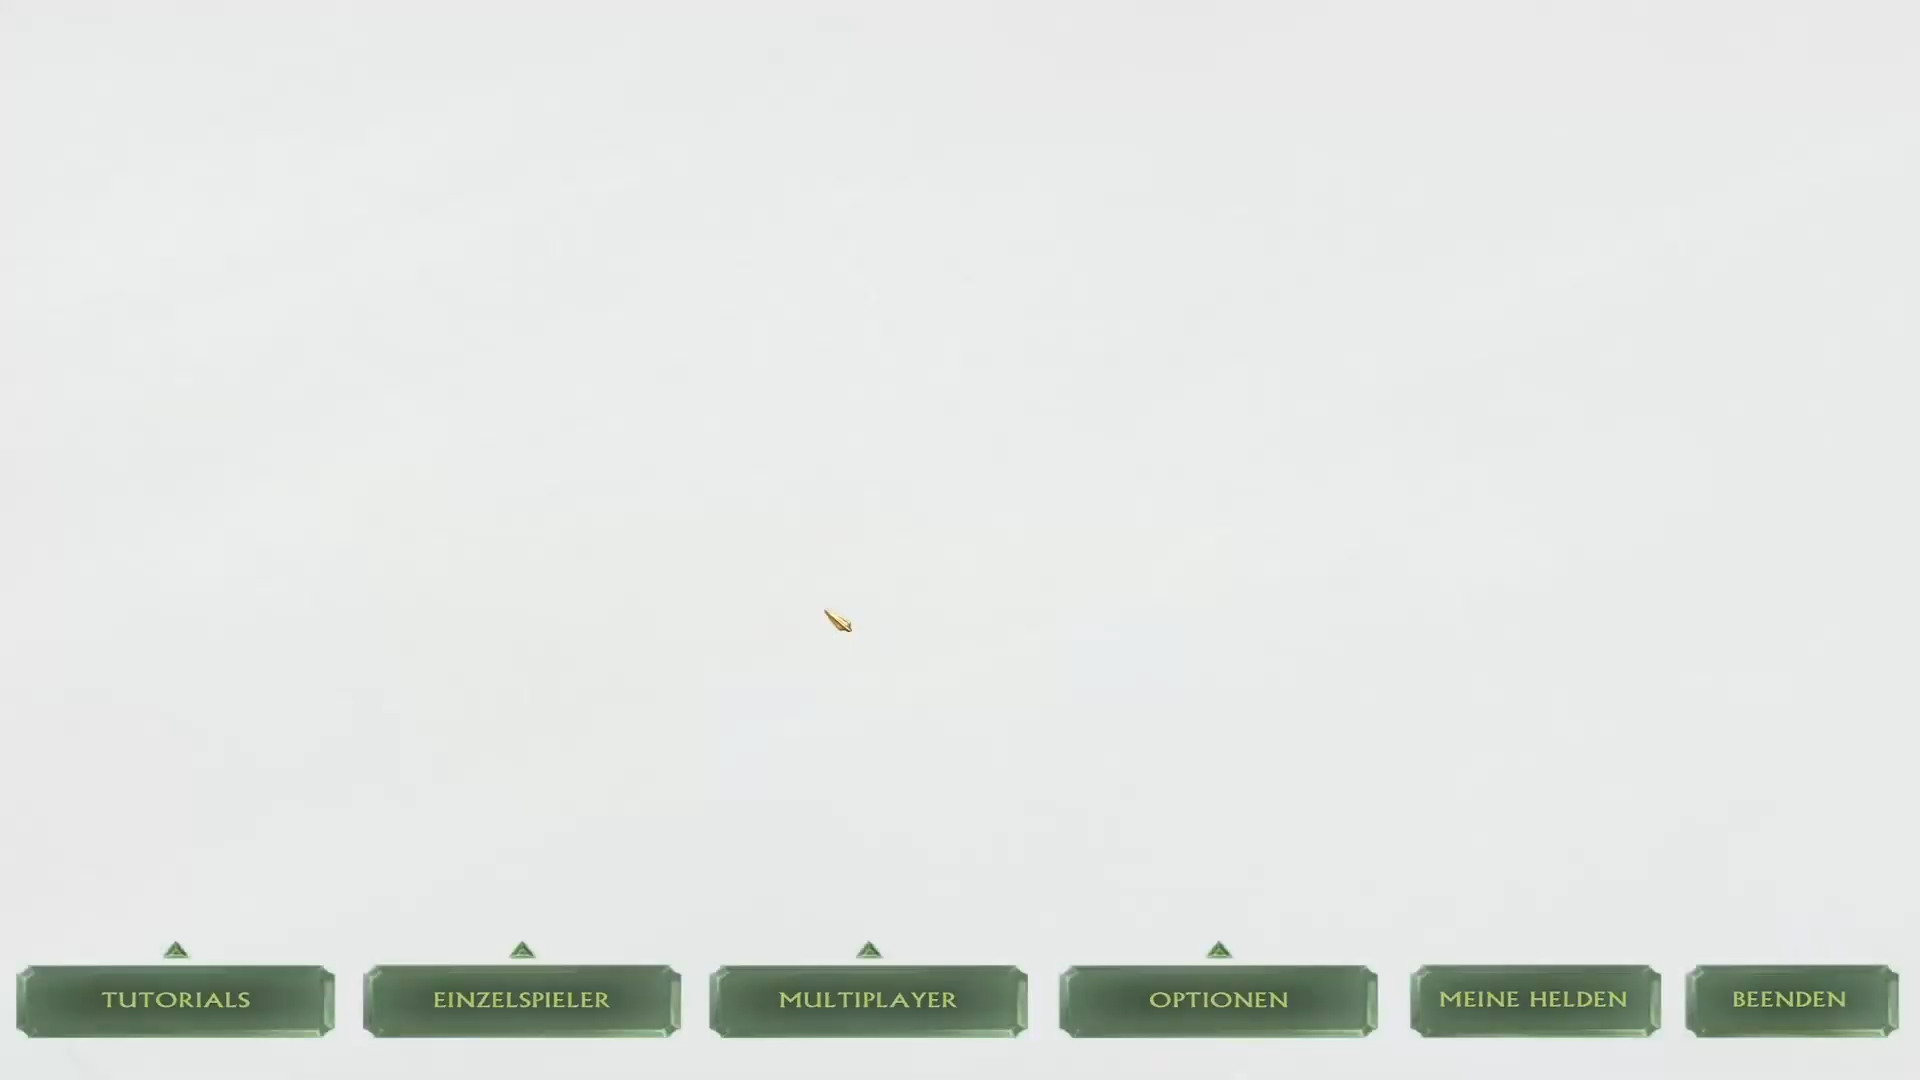 TUTORIALS
EINZELSPIELER
MULTIPLAYER
OPTIONEN
MEINE HELDEN
BEENDEN